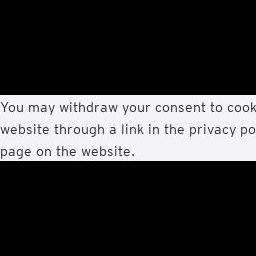 You may withdraw your consent to cook
website through a link in the privacy po
page on the website.